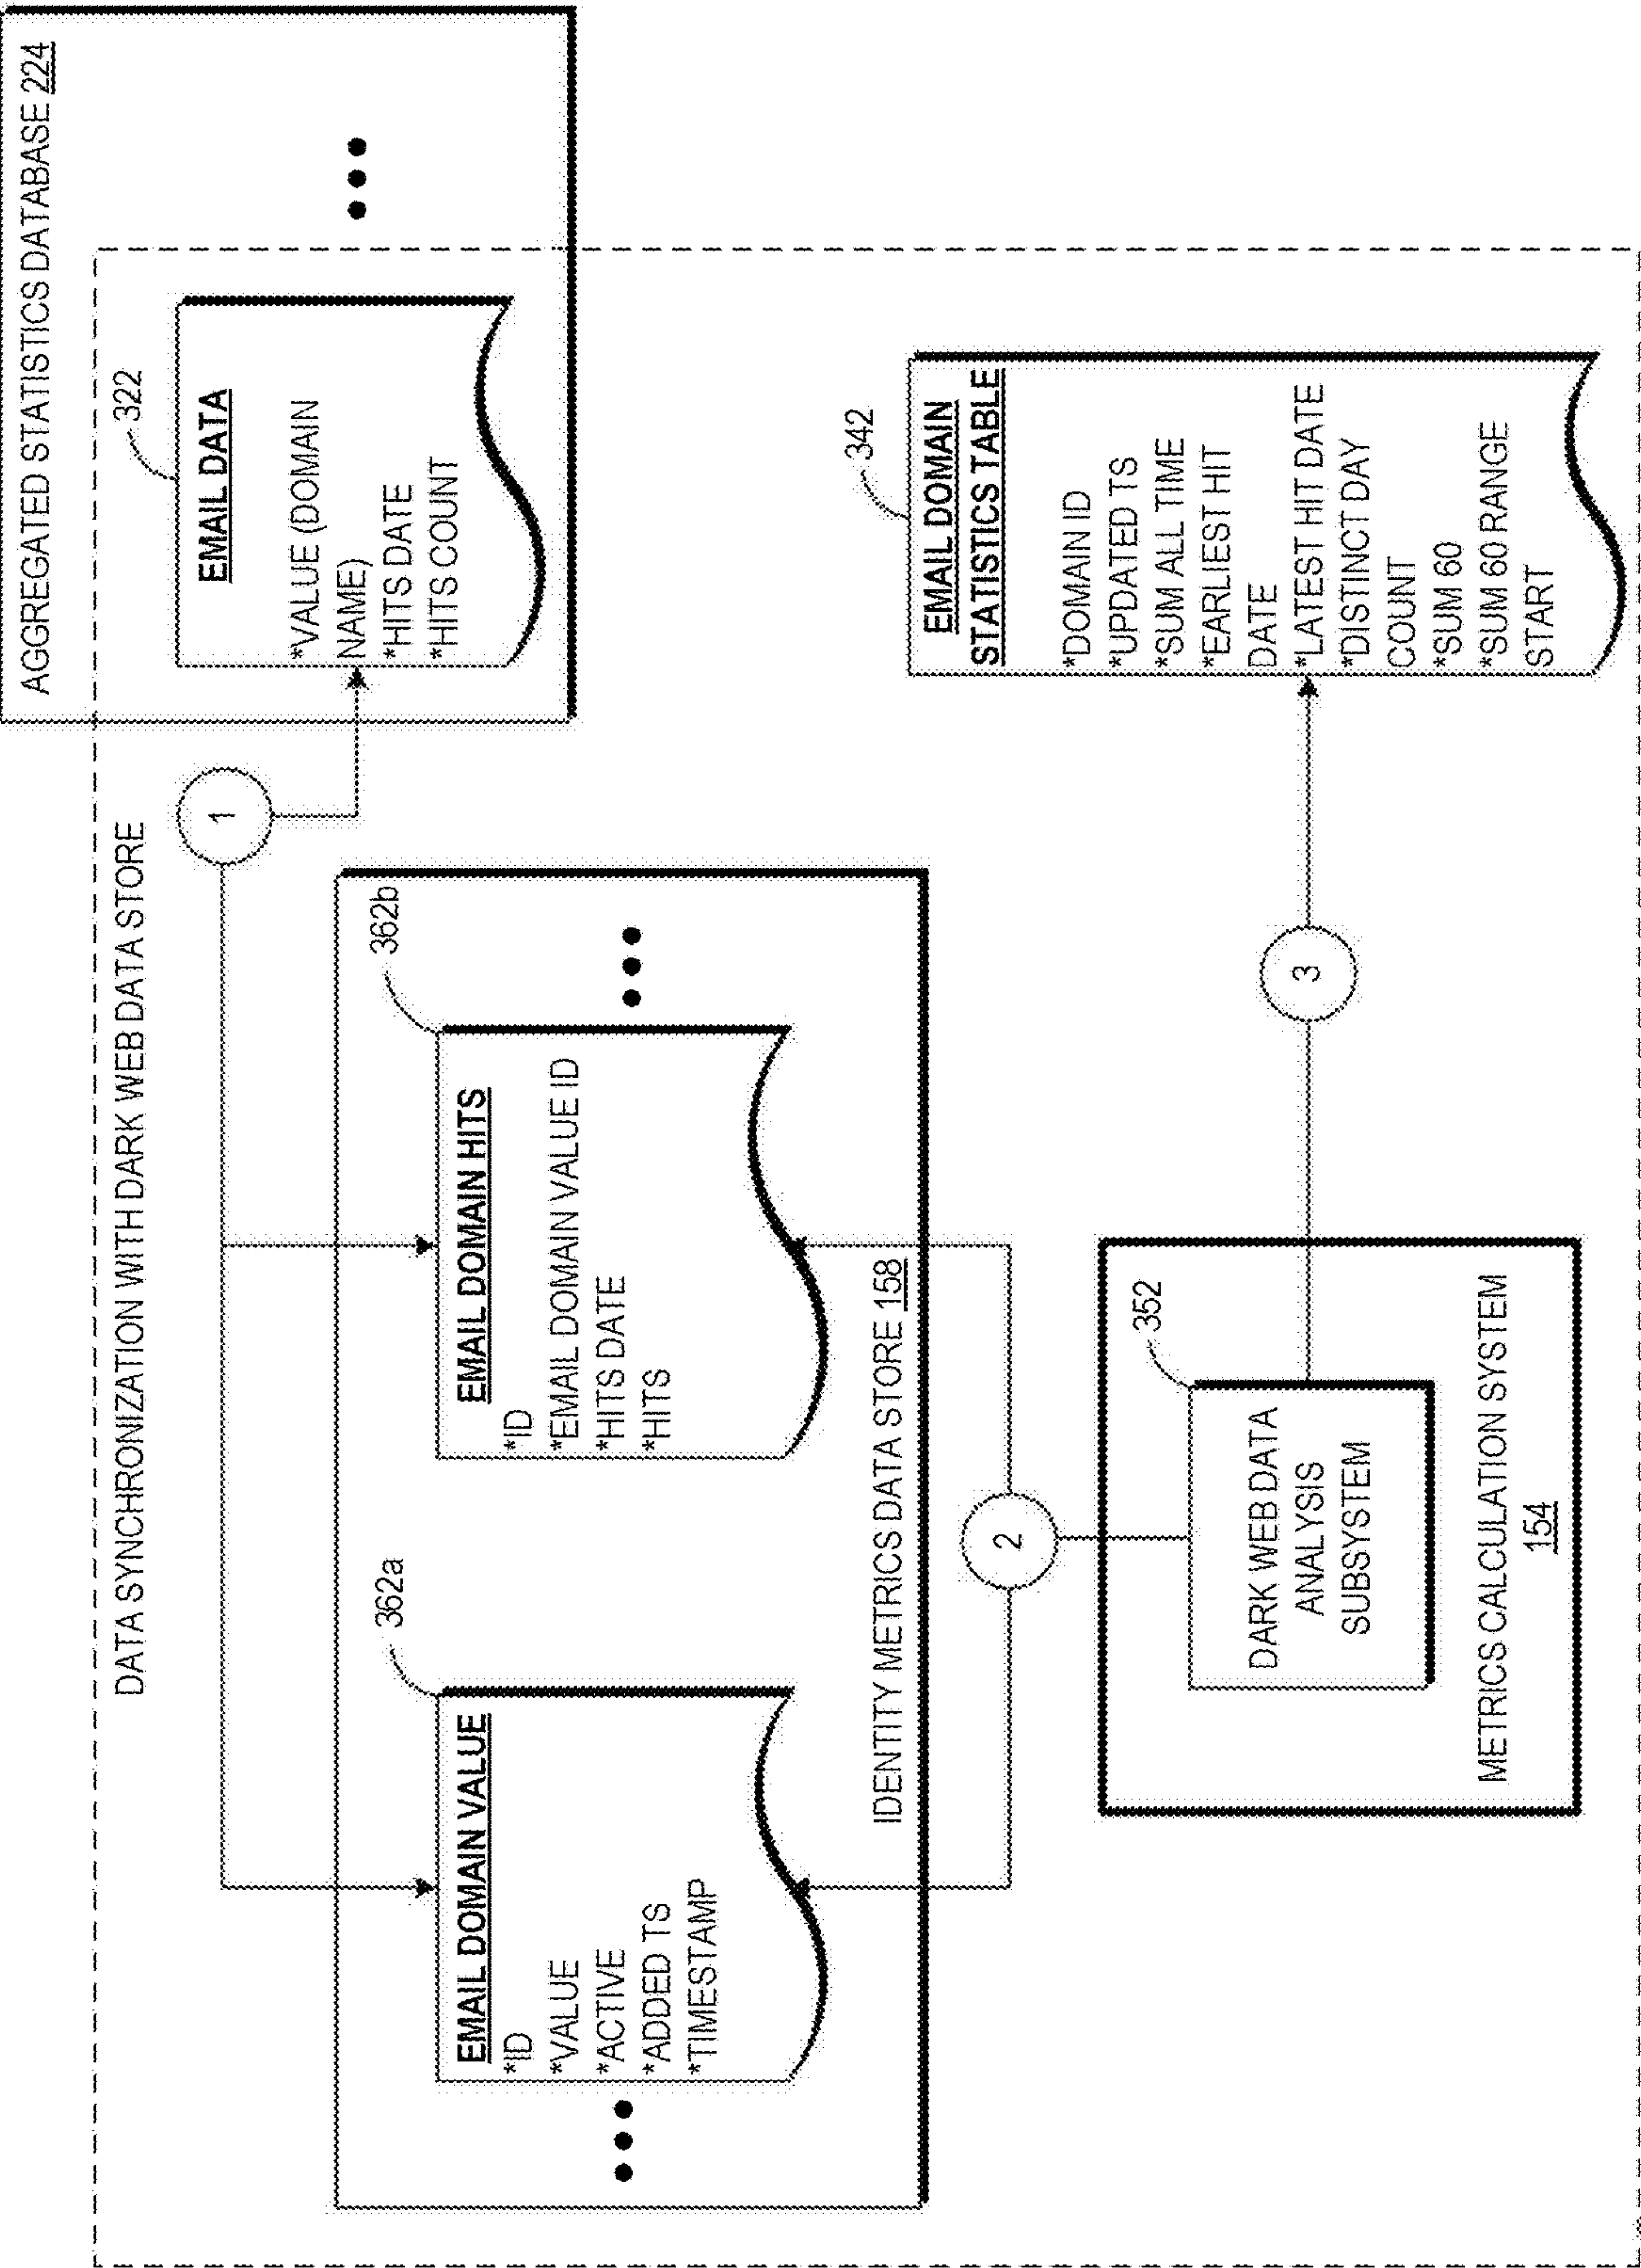 AGGREGATED STATISTICS DATABASE 224
DATA SYNCHRONIZATION WITH DARK WEB DATA STORE
1
322
EMAIL DATA
*VALUE (DOMAIN
NAME)
*HITS DATE
*HITS COUNT
362a
EMAIL DOMAIN VALUE
*ID
*VALUE
*ACTIVE
*ADDED TS
*TIMESTAMP
362b
EMAIL DOMAIN HITS
*ID
*EMAIL DOMAIN VALUE ID
*HITS DATE
*HITS
IDENTITY METRICS DATA STORE 158
2
352
DARK WEB DATA
ANALYSIS
SUBSYSTEM
METRICS CALCULATION SYSTEM
154
3
342
EMAIL DOMAIN
STATISTICS TABLE
*DOMAIN ID
*UPDATED TS
*SUM ALL TIME
*EARLIEST HIT
DATE
*LATEST HIT DATE
*DISTINCT DAY
COUNT
*SUM 60
*SUM 60 RANGE
START